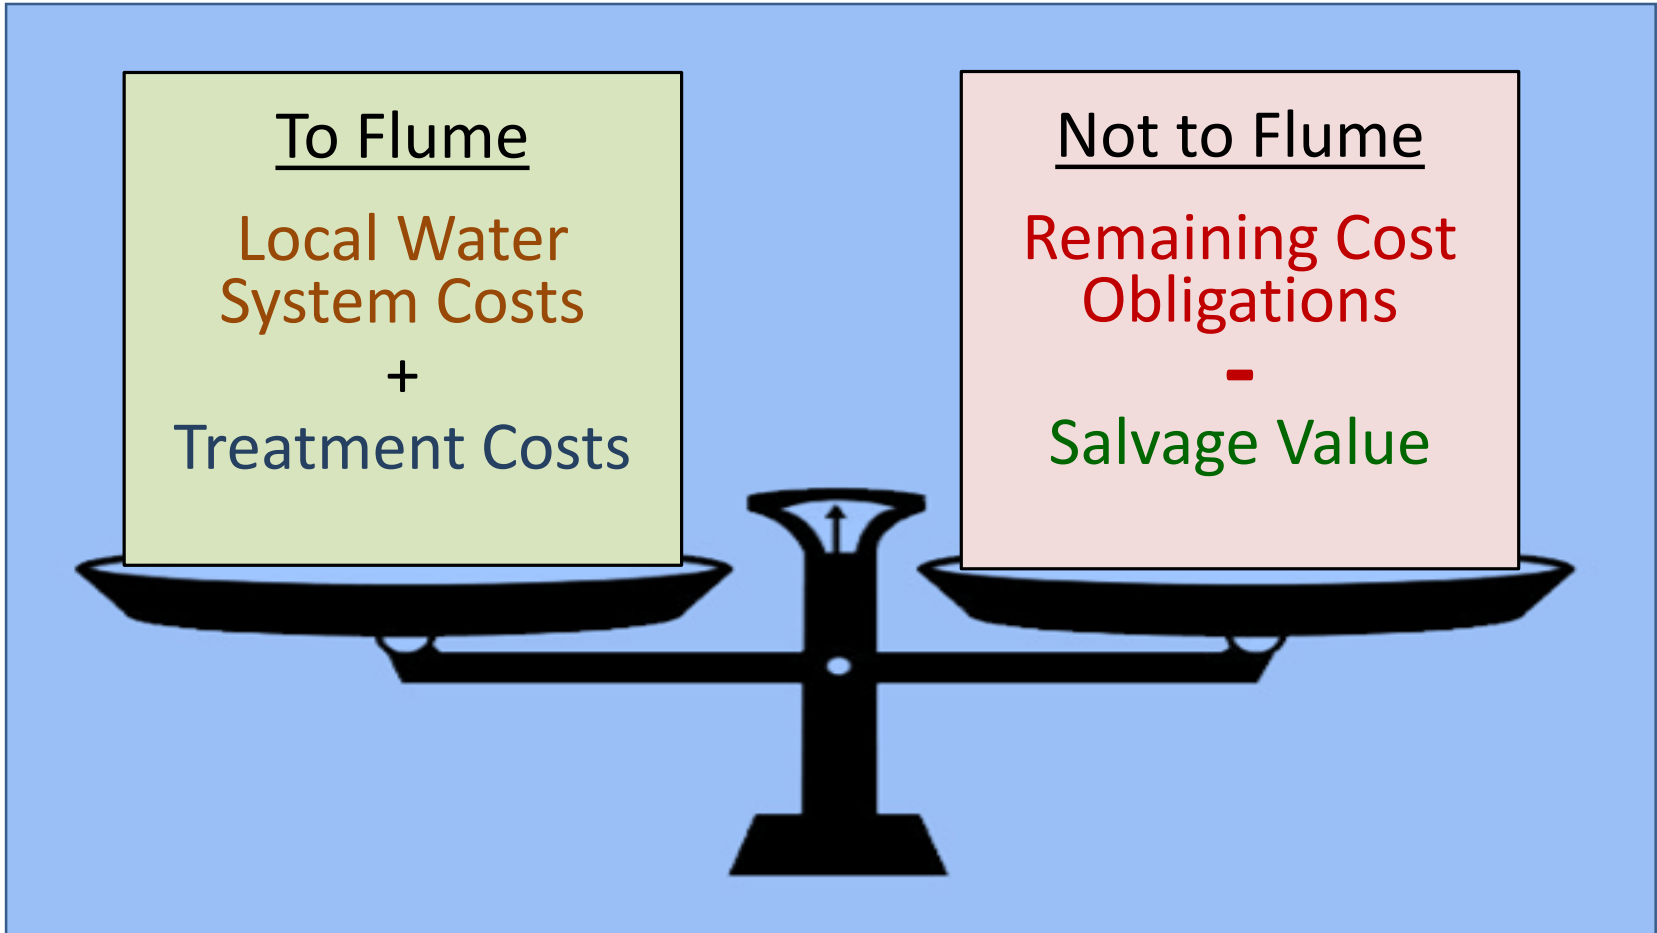 To Flume
Local Water
System Costs
+
Treatment Costs
Not to Flume
Remaining Cost
Obligations
-
Salvage Value